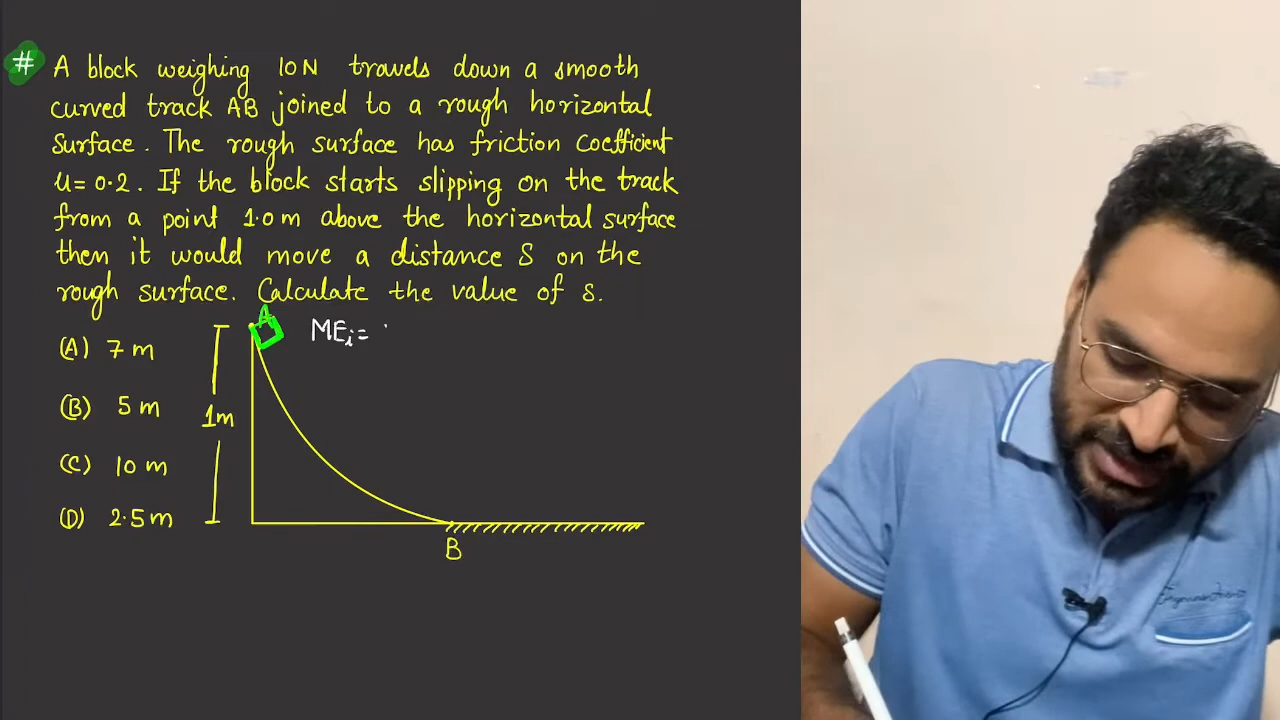 # A block weighing 10N travels down a smooth
curved track AB joined to a rough horizontal
surface. The rough surface has friction coefficient
μ=0.2. If the block starts slipping on the track
from a point 1.0 m above the horizontal surface
then it would move a distance S on the
rough surface. Calculate the value of s.
A
MEi=
(A) 7 m
(B) 5 m
1m
(C) 10 m
(D) 2.5 m
B